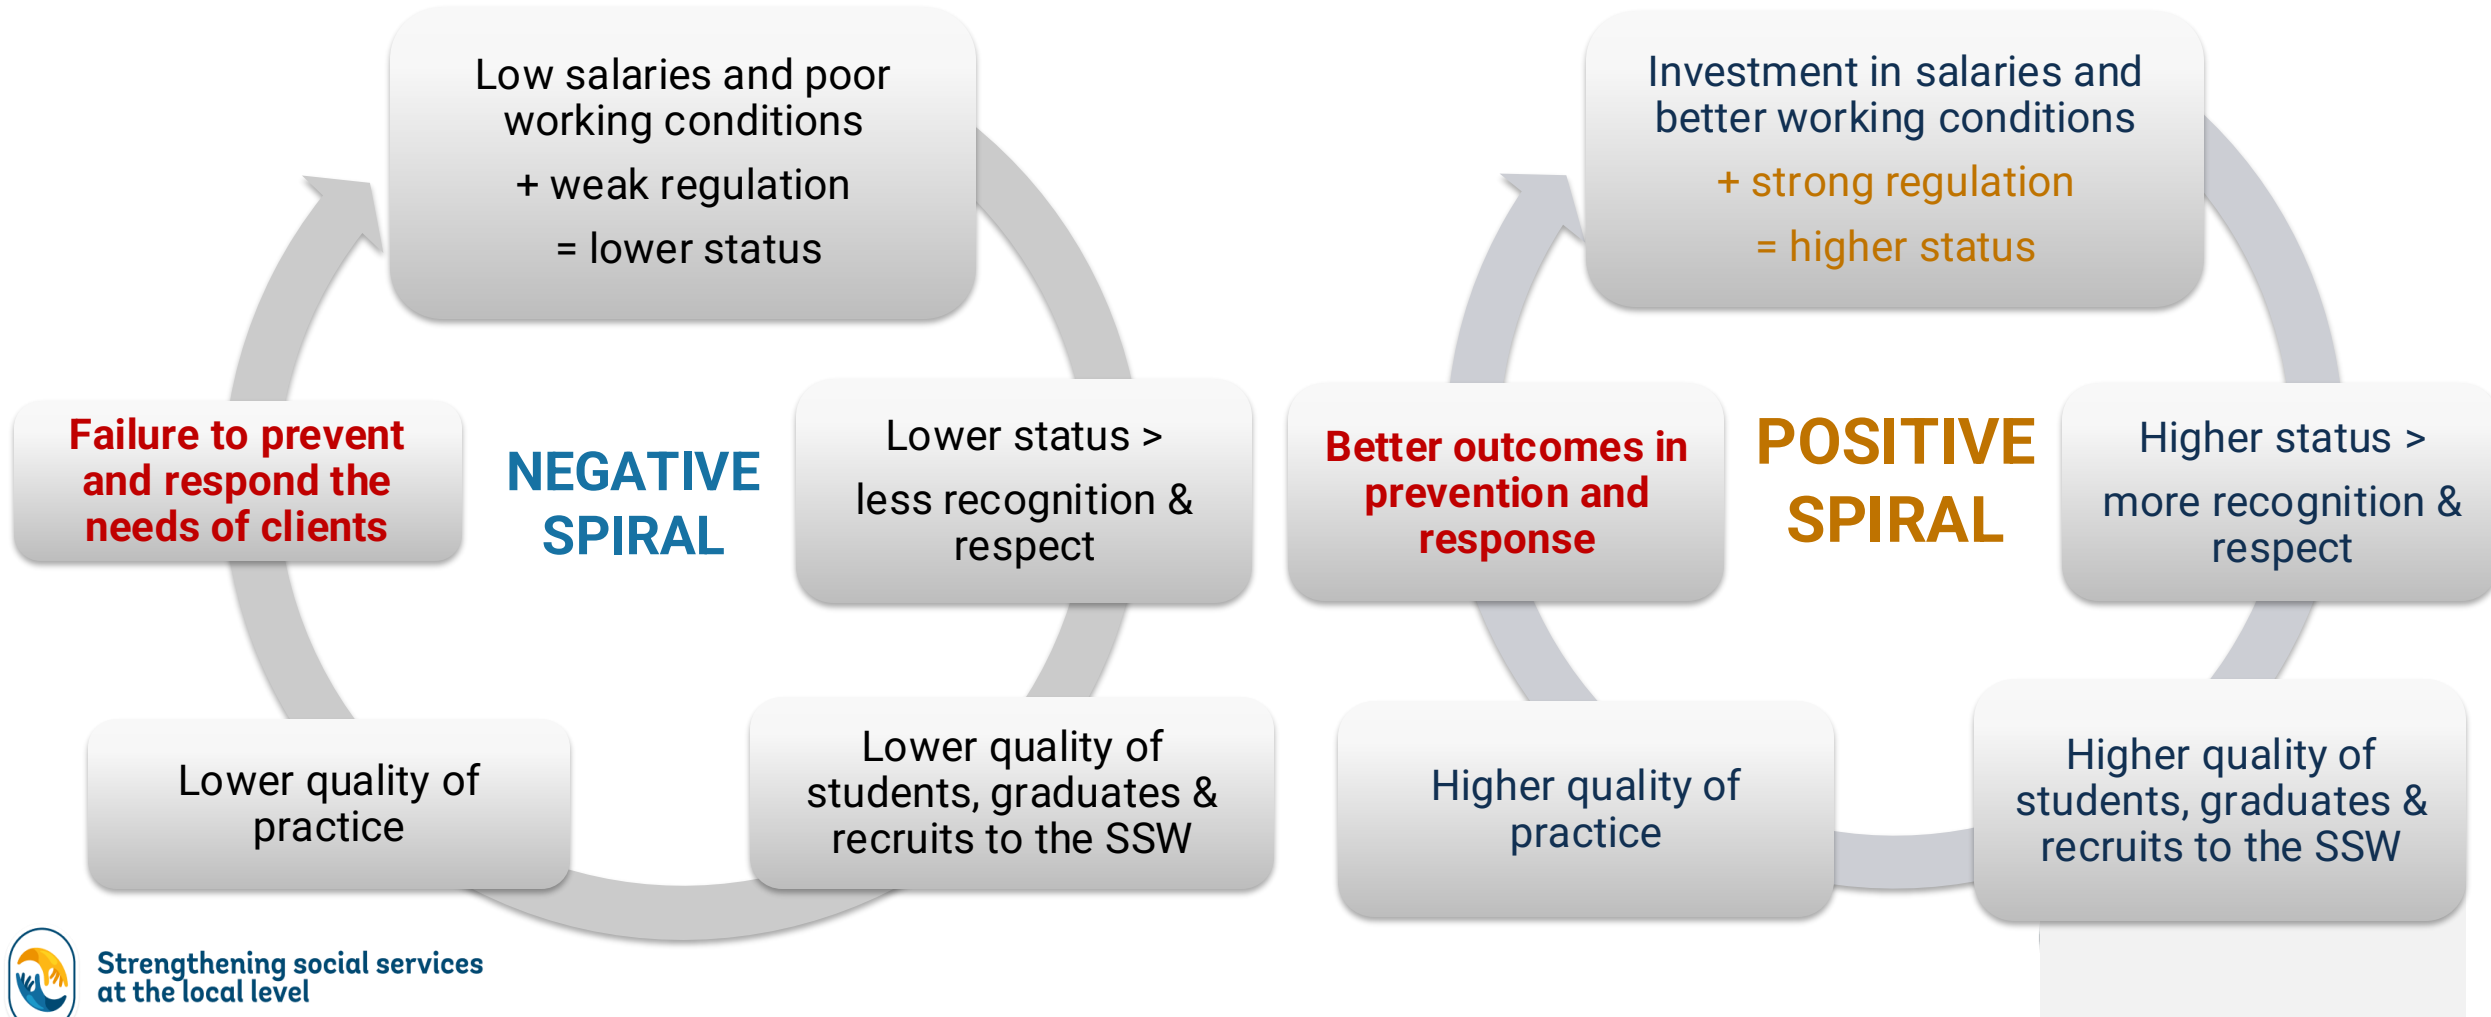 Low salaries and poor
working conditions
+ weak regulation
= lower status
Lower status >
less recognition &
respect
Lower quality of
students, graduates &
recruits to the SSW
Lower quality of
practice
Failure to prevent
and respond the
needs of clients
NEGATIVE
SPIRAL
Investment in salaries and
better working conditions
+ strong regulation
= higher status
Higher status >
more recognition &
respect
Higher quality of
students, graduates &
recruits to the SSW
Higher quality of
practice
Better outcomes in
prevention and
response
POSITIVE
SPIRAL
Strengthening social services
at the local level